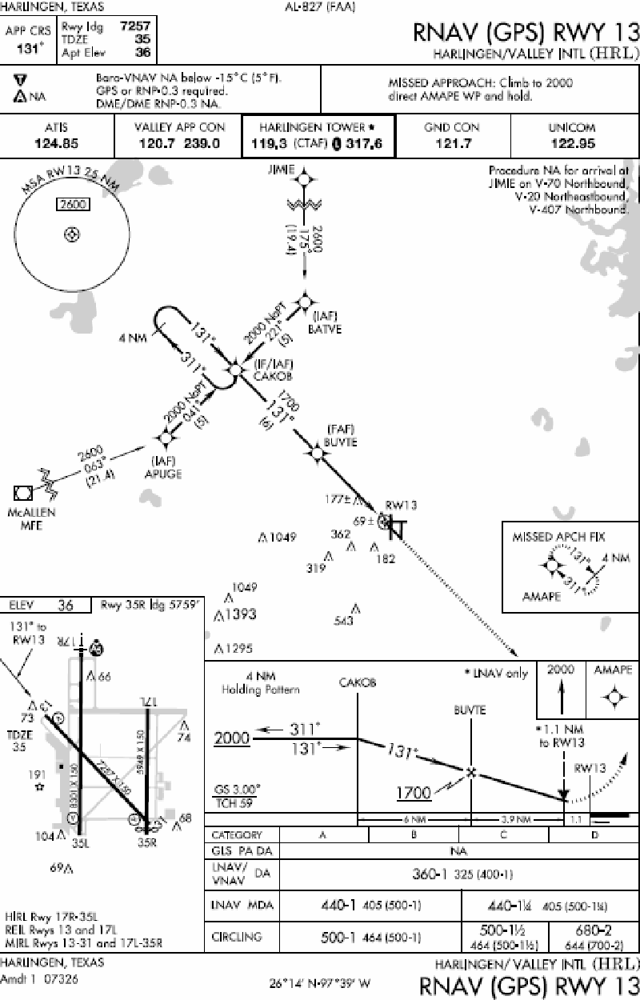 HARLINGEN, TEXAS
AL-827 (FAA)
APP CRS
131°
Rwy ldg 7257
TDZE 35
Apt Elev 36
RNAV (GPS) RWY 13
HARLINGEN/VALLEY INTL (HRL)
T
A NA
Baro-VNAV NA below -15°C (5°F).
GPS or RNP-0.3 required.
DME/DME RNP-0.3 NA.
MISSED APPROACH: Climb to 2000
direct AMAPE WP and hold.
ATIS
124.85
VALLEY APP CON
120.7 239.0
HARLINGEN TOWER★
119.3 (CTAF) L 317.6
GND CON
121.7
UNICOM
122.95
MSA RW13 25 NM
2600
JIMIE
Procedure NA for arrival at
JIMIE on V-70 Northbound,
V-20 Northeastbound,
V-407 Northbound.
2600
175°
(19.4)
(IAF)
BATVE
2000 NoPT
221°
(5)
4 NM
131°
311°
(IF/IAF)
CAKOB
2000 NoPT
041°
(5)
1700
131°
(6)
(FAF)
BUVTE
(IAF)
APUGE
2600
063°
(21.4)
McALLEN
MFE
177±
RW13
69±
1049
362
319
182
1049
1393
543
1295
MISSED APCH FIX
131°
4 NM
311°
AMAPE
ELEV 36
Rwy 35R ldg 5759'
131° to
RW13
17R
66
17L
73
13
TDZE
35
74
191
8301 X 150
7257 X 150
5949 X 150
31
68
104
35L
35R
69
HIRL Rwy 17R-35L
REIL Rwys 13 and 17L
MIRL Rwys 13-31 and 17L-35R
4 NM
Holding Pattern
CAKOB
* LNAV only
2000
AMAPE
BUVTE
2000
311°
131°
131°
* 1.1 NM
to RW13
RW13
1700
GS 3.00°
TCH 59
6 NM
3.9 NM
1.1
CATEGORY A B C D
GLS PA DA NA
LNAV/
VNAV DA 360-1 325 (400-1)
LNAV MDA 440-1 405 (500-1) 440-1¼ 405 (500-1¼)
CIRCLING 500-1 464 (500-1) 500-1½ 464 (500-1½) 680-2 644 (700-2)
HARLINGEN, TEXAS
Amdt 1 07326
26°14' N-97°39' W
HARLINGEN/ VALLEY INTL (HRL)
RNAV (GPS) RWY 13